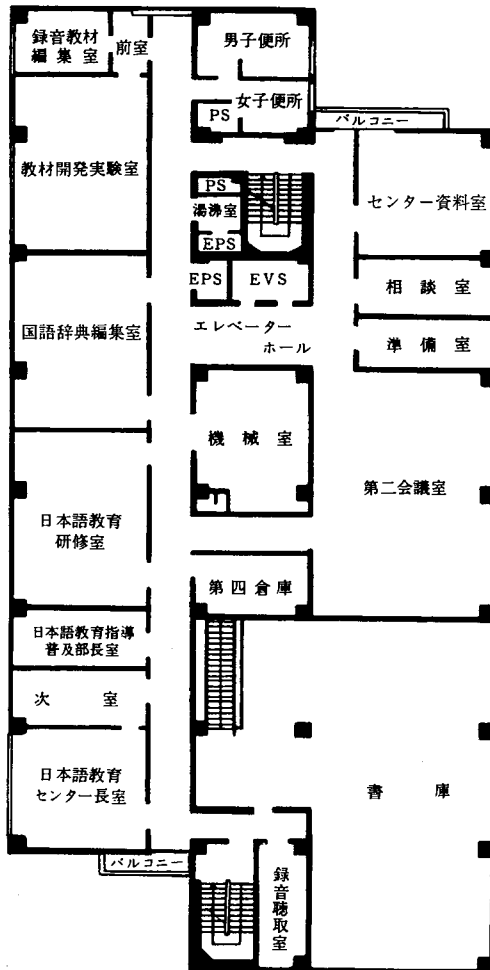 録音教材
編集室
前室
男子便所
女子便所
PS
バルコニー
教材開発実験室
PS
湯沸室
EPS
センター資料室
EPS
EVS
相談室
国語辞典編集室
エレベーター
ホール
準備室
機械室
第二会議室
日本語教育
研修室
第四倉庫
日本語教育指導
普及部長室
次室
日本語教育
センター長室
書庫
バルコニー
録音聴取室